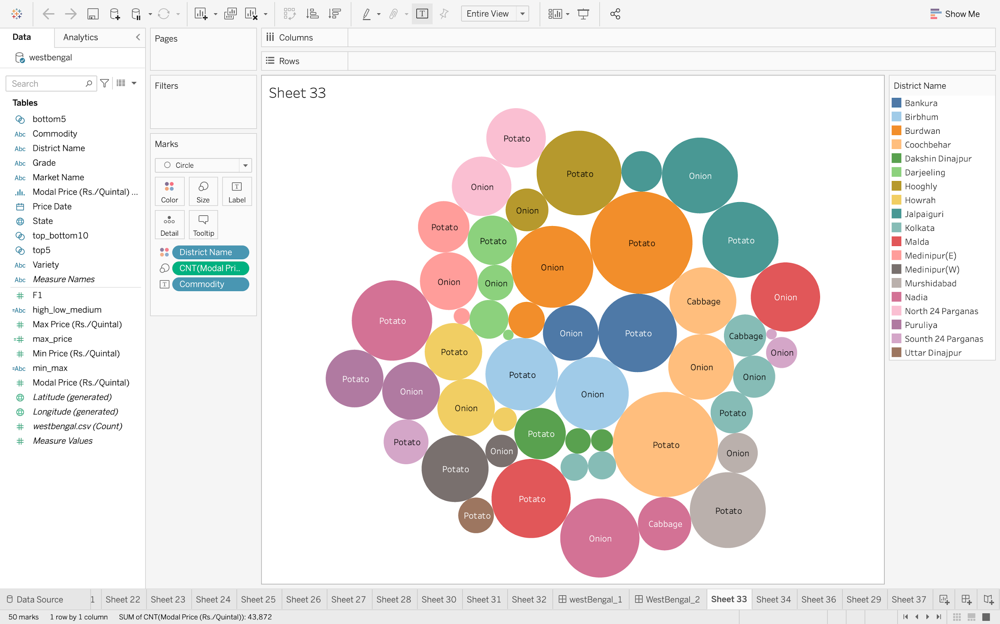 Entire View
Show Me
Data
Analytics
westbengal
Search
Tables
bottom5
Abc Commodity
Abc District Name
Abc Grade
Abc Market Name
Modal Price (Rs./Quintal) ...
Price Date
State
top_bottom10
top5
Abc Variety
Abc Measure Names
F1
=Abc high_low_medium
Max Price (Rs./Quintal)
max_price
Min Price (Rs./Quintal)
=Abc min_max
Modal Price (Rs./Quintal)
Latitude (generated)
Longitude (generated)
westbengal.csv (Count)
Measure Values
Pages
Filters
Marks
Circle
Color
Size
Label
Detail
Tooltip
District Name
CNT(Modal Pri..
Commodity
Columns
Rows
Sheet 33
Potato
Potato
Onion
Onion
Onion
Potato
Potato
Potato
Potato
Onion
Onion
Onion
Cabbage
Onion
Potato
Onion
Potato
Cabbage
Potato
Onion
Onion
Potato
Onion
Potato
Potato
Onion
Onion
Onion
Potato
Potato
Potato
Potato
Onion
Onion
Potato
Potato
Potato
Potato
Cabbage
Onion
District Name
Bankura
Birbhum
Burdwan
Coochbehar
Dakshin Dinajpur
Darjeeling
Hooghly
Howrah
Jalpaiguri
Kolkata
Malda
Medinipur(E)
Medinipur(W)
Murshidabad
Nadia
North 24 Parganas
Puruliya
Sounth 24 Parganas
Uttar Dinajpur
Data Source
1
Sheet 22
Sheet 23
Sheet 24
Sheet 25
Sheet 26
Sheet 27
Sheet 28
Sheet 30
Sheet 31
Sheet 32
westBengal_1
WestBengal_2
Sheet 33
Sheet 34
Sheet 36
Sheet 29
Sheet 37
50 marks
1 row by 1 column
SUM of CNT(Modal Price (Rs./Quintal)): 43,872